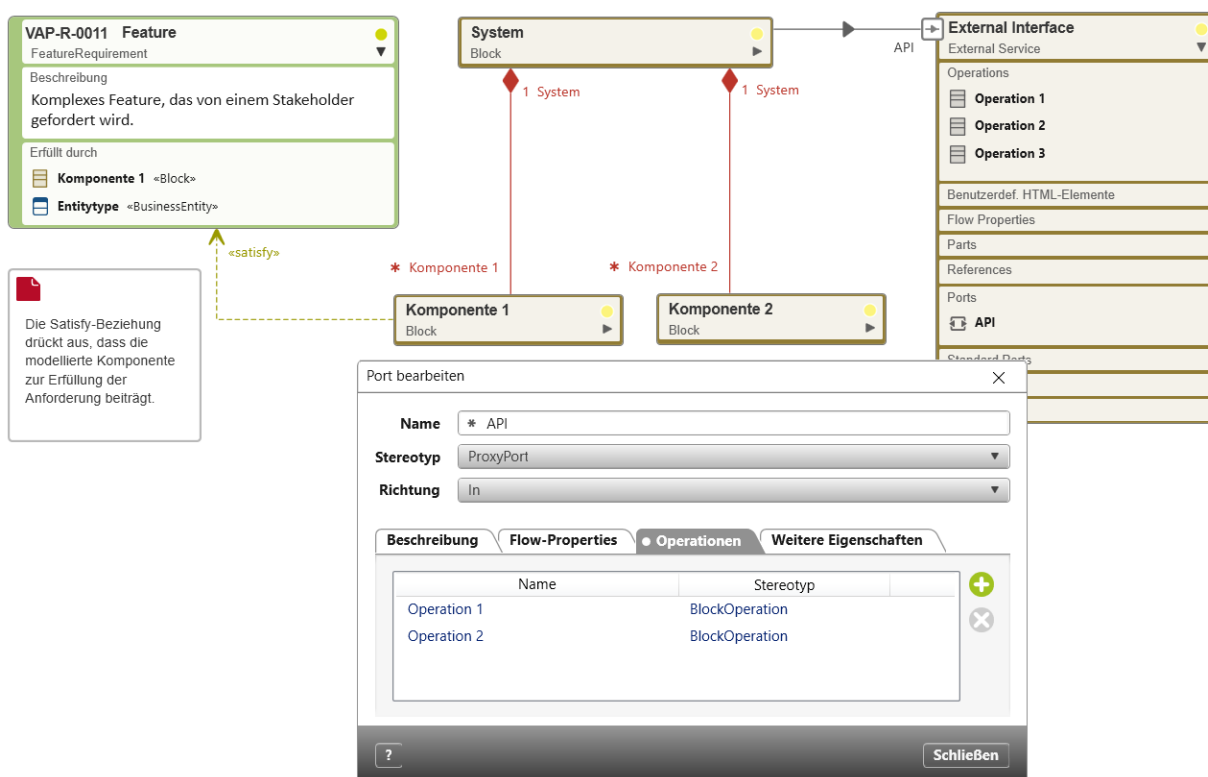 VAP-R-0011 Feature
FeatureRequirement
Beschreibung
Komplexes Feature, das von einem Stakeholder
gefordert wird.
Erfüllt durch
Komponente 1 «Block»
Entitytype «BusinessEntity»
«satisfy»
Die Satisfy-Beziehung
drückt aus, dass die
modellierte Komponente
zur Erfüllung der
Anforderung beiträgt.
System
Block
1 System
1 System
* Komponente 1
* Komponente 2
Komponente 1
Block
Komponente 2
Block
API
External Interface
External Service
Operations
Operation 1
Operation 2
Operation 3
Benutzerdef. HTML-Elemente
Flow Properties
Parts
References
Ports
API
Standard Ports
Port bearbeiten
Name * API
Stereotyp ProxyPort
Richtung In
Beschreibung Flow-Properties Operationen Weitere Eigenschaften
Name Stereotyp
Operation 1 BlockOperation
Operation 2 BlockOperation
? Schließen